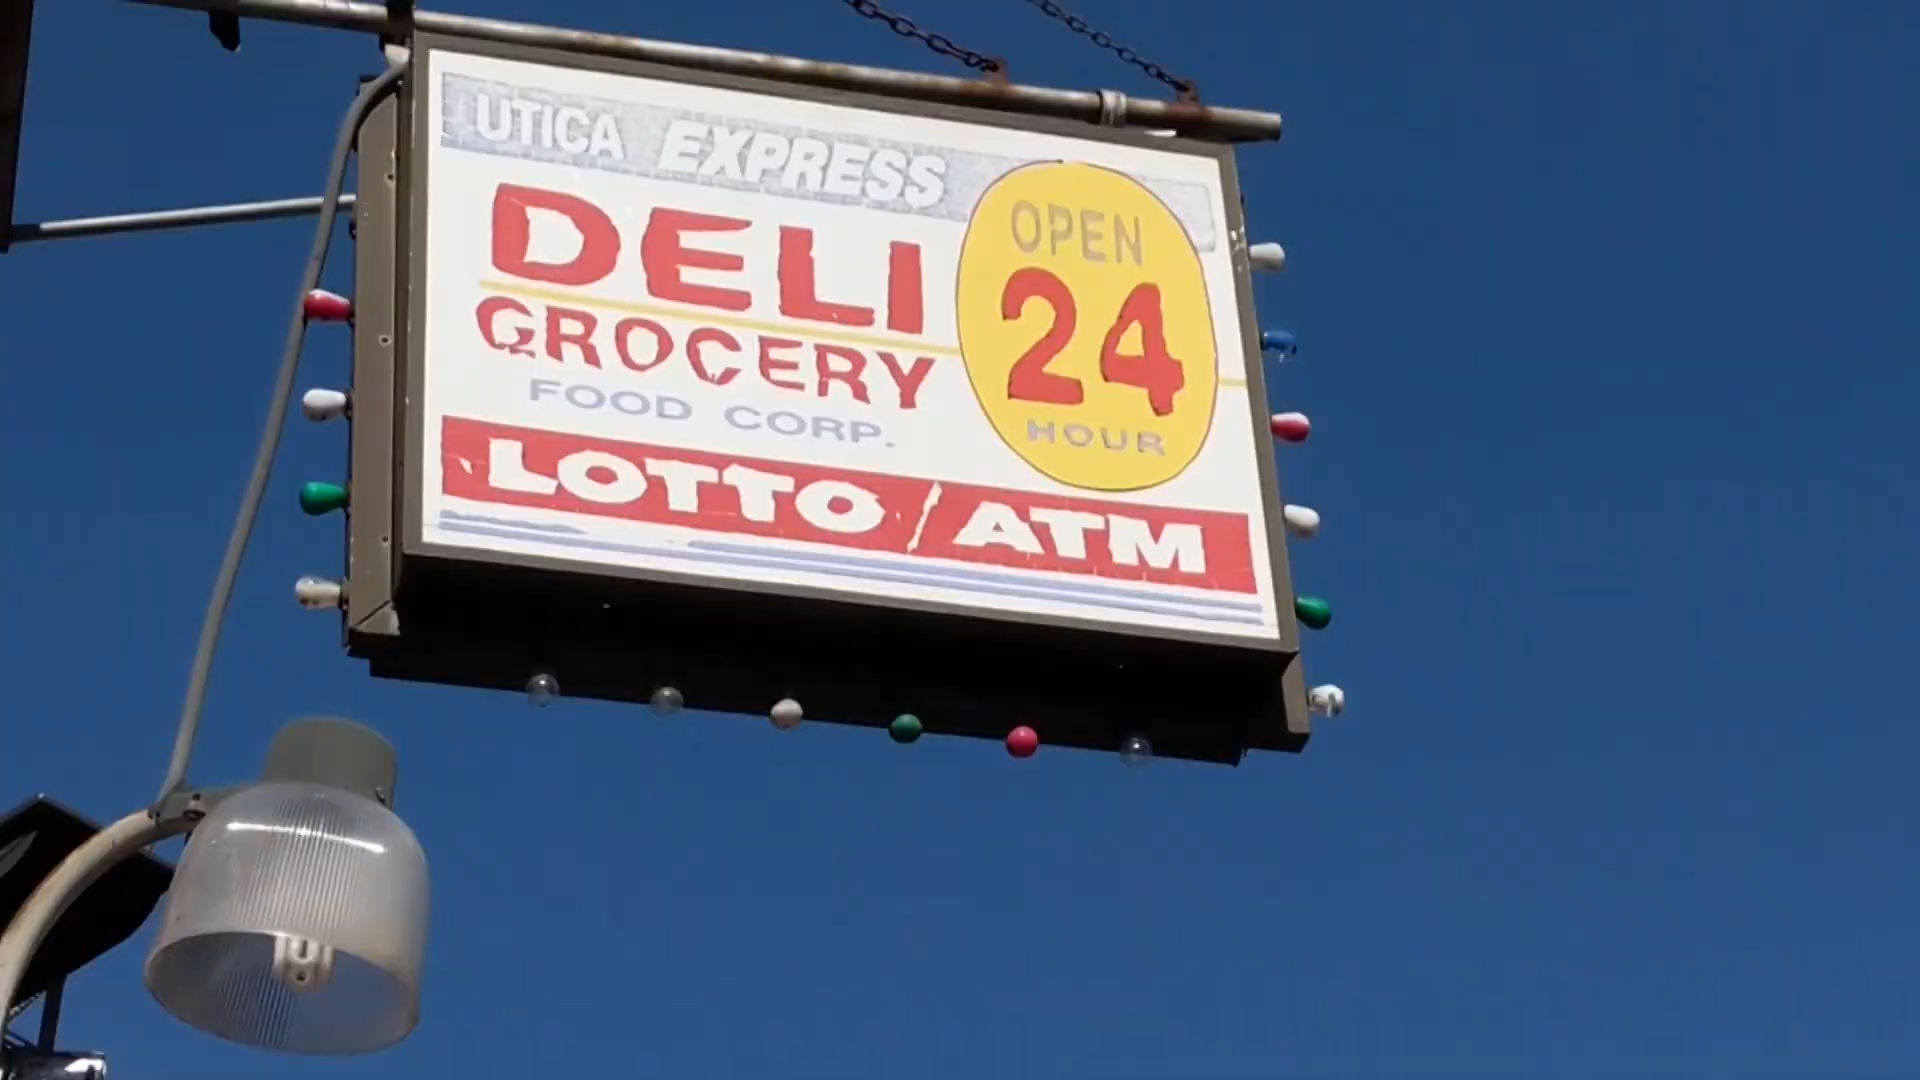 UTICA EXPRESS
DELI
GROCERY
FOOD CORP.
OPEN
24
HOUR
LOTTO/ATM